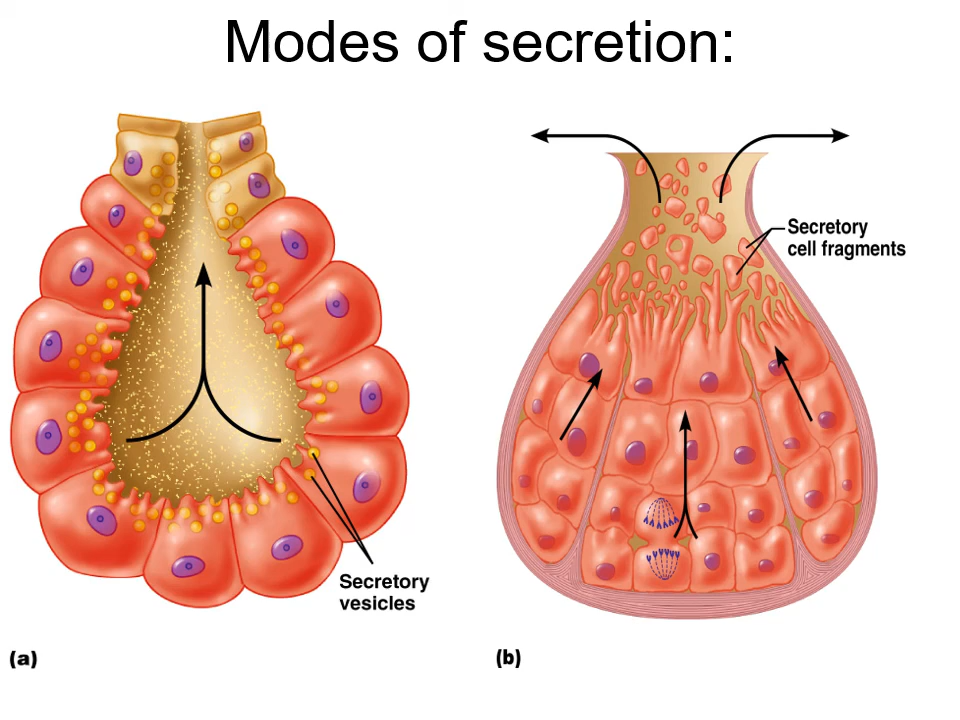 Modes of secretion:
Secretory
cell fragments
Secretory
vesicles
(a)
(b)